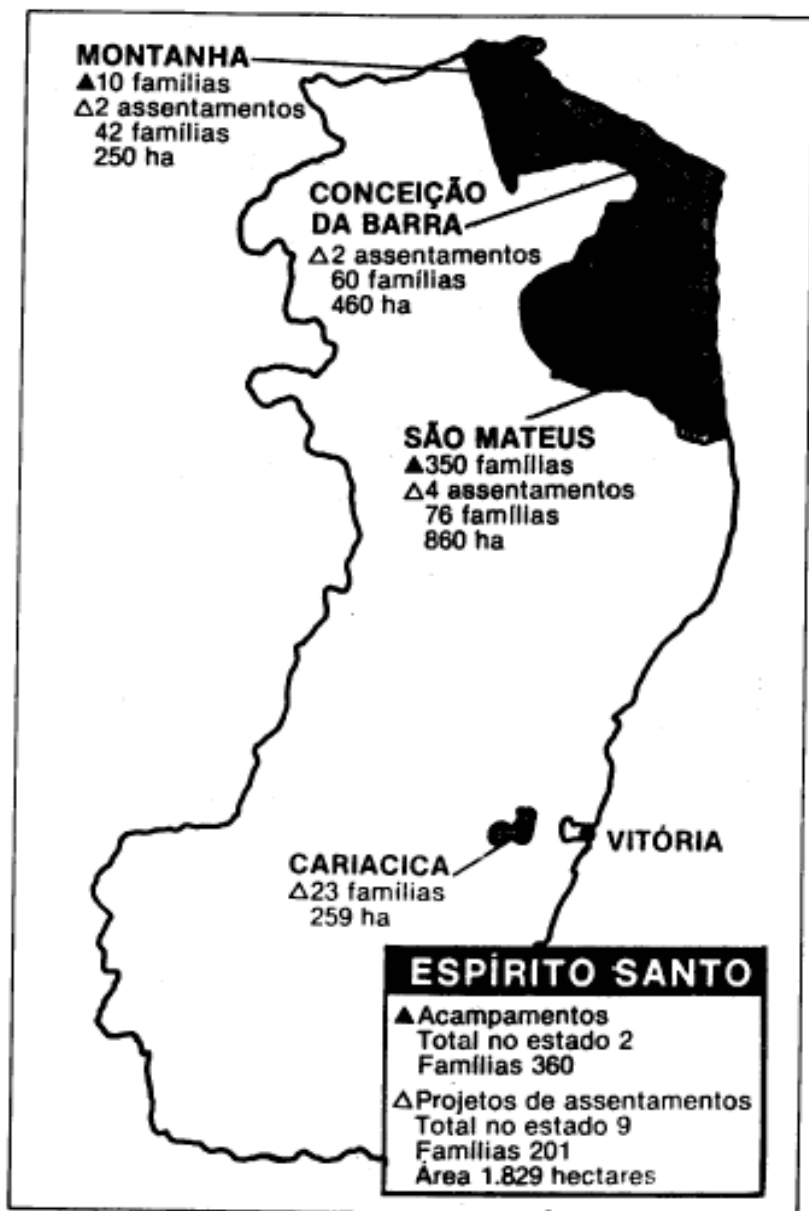 MONTANHA
▲10 famílias
△2 assentamentos
42 famílias
250 ha
CONCEIÇÃO
DA BARRA
△2 assentamentos
60 famílias
460 ha
SÃO MATEUS
▲350 famílias
△4 assentamentos
76 famílias
860 ha
VITÓRIA
CARIACICA
△23 famílias
259 ha
ESPÍRITO SANTO
▲Acampamentos
Total no estado 2
Famílias 360
△Projetos de assentamentos
Total no estado 9
Famílias 201
Área 1.829 hectares